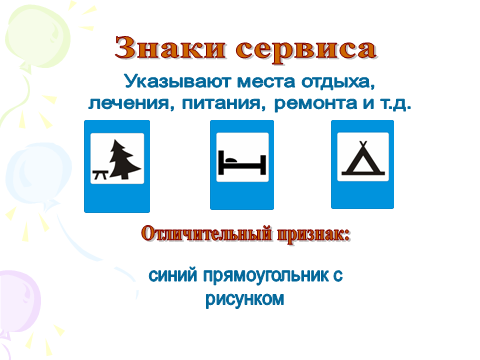 Знаки сервиса
Указывают места отдыха,
лечения, питания, ремонта и т.д.
Отличительный признак:
синий прямоугольник с
рисунком